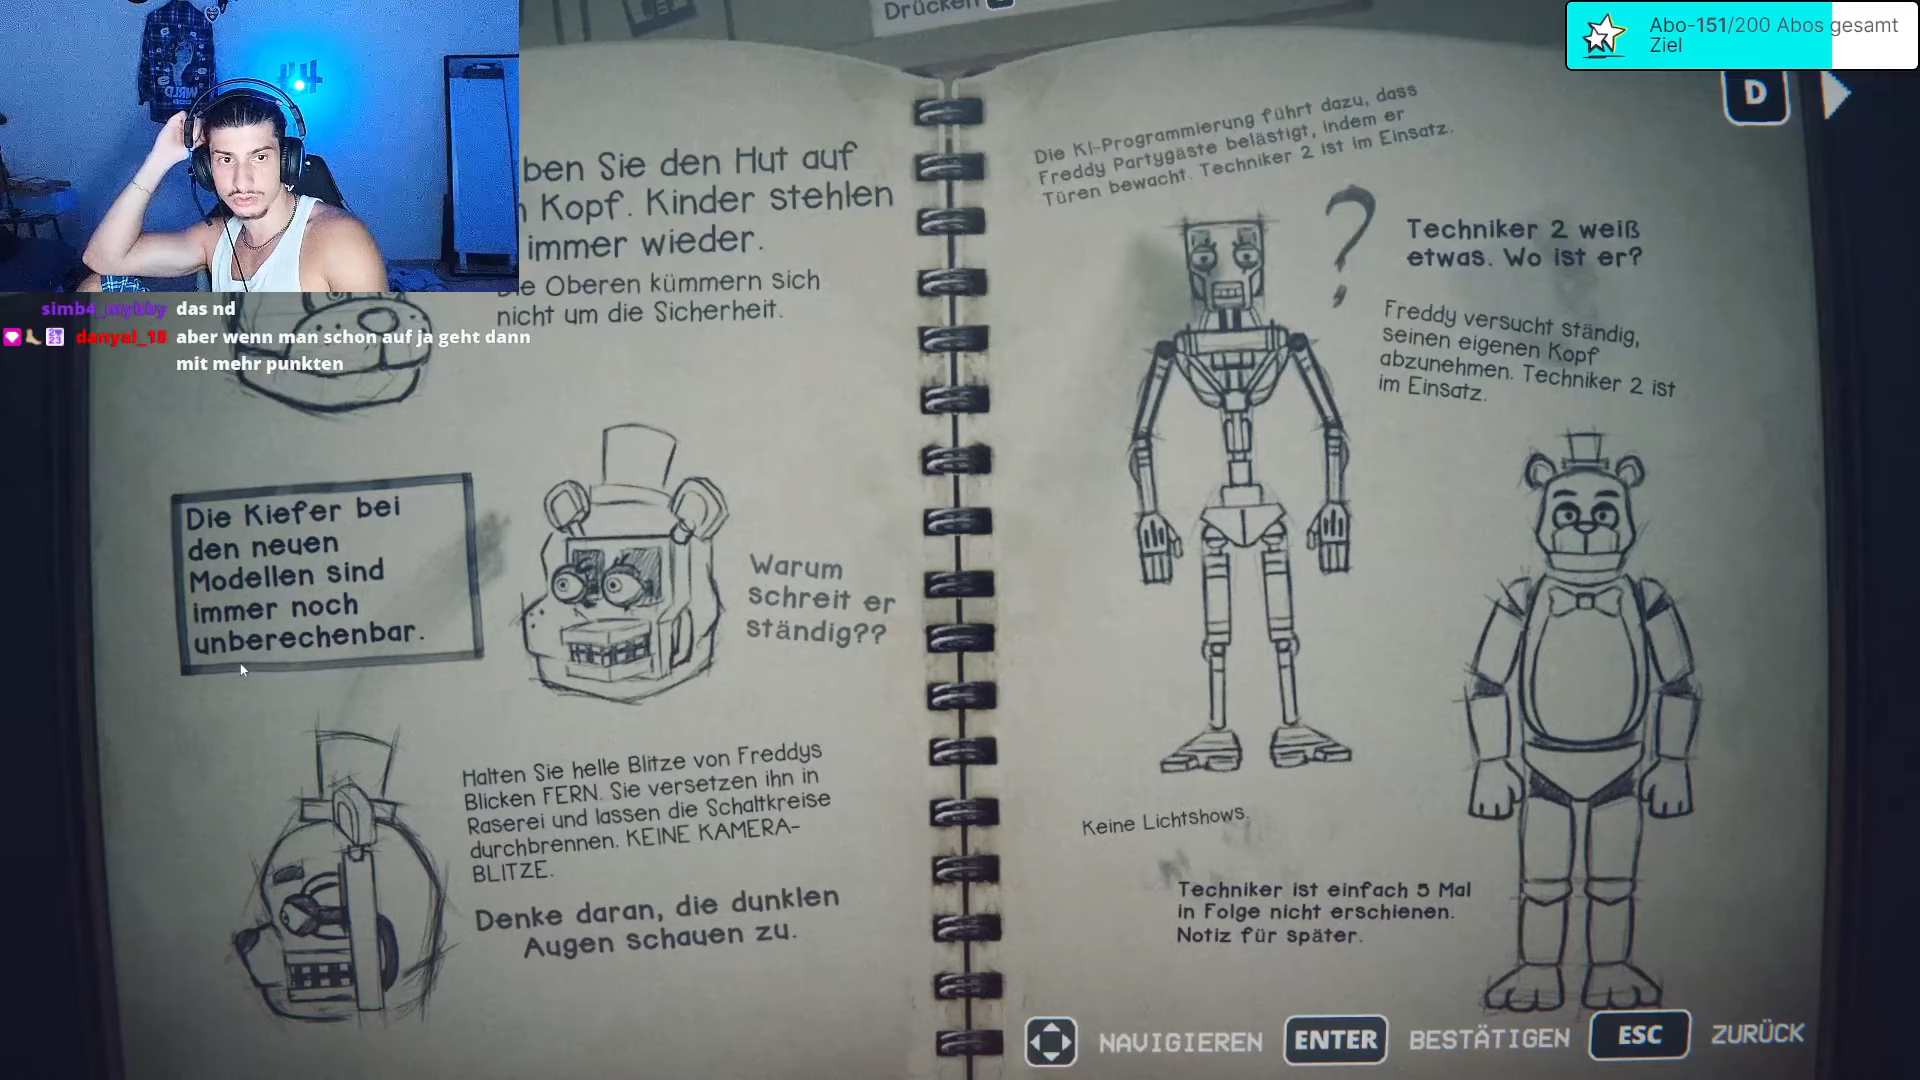 Drücken
Abo-151/200 Abos gesamt
Ziel
D
ben Sie den Hut auf
Kopf. Kinder stehlen
immer wieder.
Die Oberen kümmern sich
nicht um die Sicherheit.
simb4_mybby das nd
danyal_18 aber wenn man schon auf ja geht dann
mit mehr punkten
Die Kiefer bei
den neuen
Modellen sind
immer noch
unberechenbar.
Warum
schreit er
ständig??
Halten Sie helle Blitze von Freddys
Blicken FERN. Sie versetzen ihn in
Raserei und lassen die Schaltkreise
durchbrennen. KEINE KAMERA-
BLITZE.
Denke daran, die dunklen
Augen schauen zu.
Die KI-Programmierung führt dazu, dass
Freddy Partygäste belästigt, indem er
Türen bewacht. Techniker 2 ist im Einsatz.
?
Techniker 2 weiß
etwas. Wo ist er?
Freddy versucht ständig,
seinen eigenen Kopf
abzunehmen. Techniker 2 ist
im Einsatz.
Keine Lichtshows.
Techniker ist einfach 5 Mal
in Folge nicht erschienen.
Notiz für später.
NAVIGIEREN ENTER BESTÄTIGEN ESC ZURÜCK